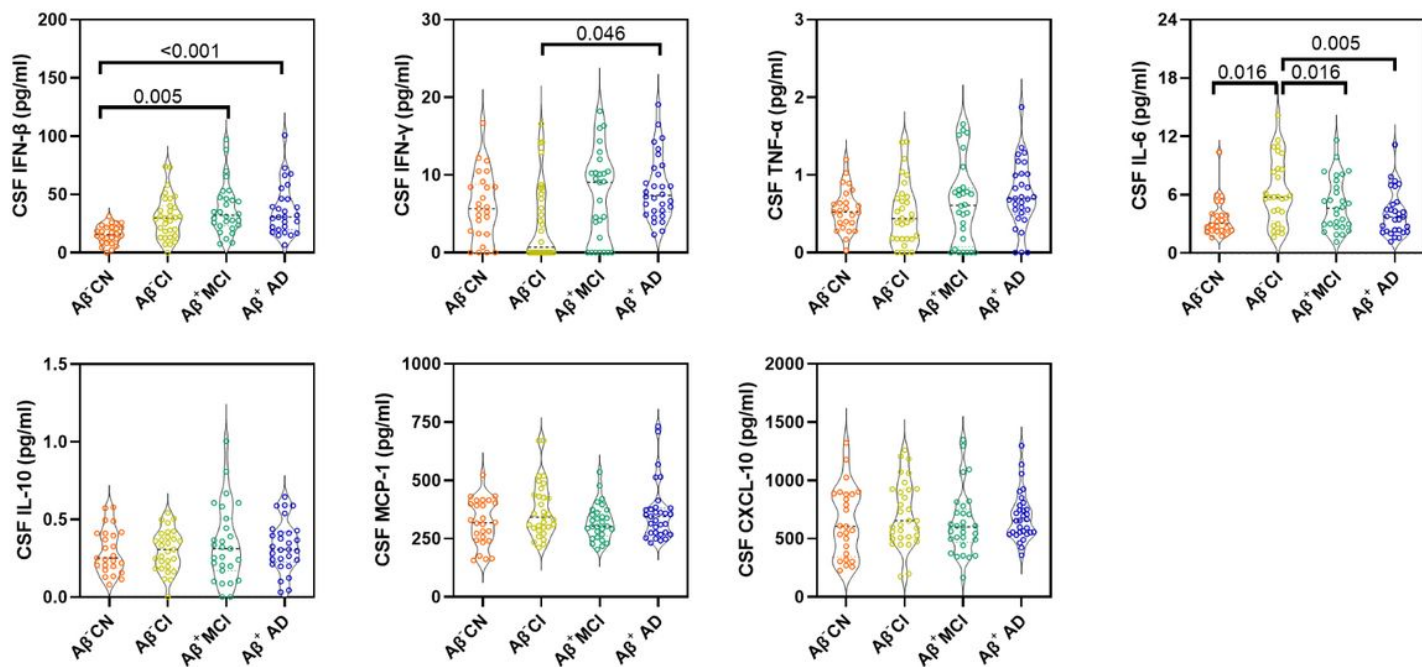 CSF IFN-β (pg/ml)
200
150
100
50
0
<0.001
0.005
Aβ⁻CN
Aβ⁻CI
Aβ⁺MCI
Aβ⁺ AD
CSF IFN-γ (pg/ml)
30
20
10
0
0.046
Aβ⁻CN
Aβ⁻CI
Aβ⁺MCI
Aβ⁺ AD
CSF TNF-α (pg/ml)
3
2
1
0
Aβ⁻CN
Aβ⁻CI
Aβ⁺MCI
Aβ⁺ AD
CSF IL-6 (pg/ml)
24
18
12
6
0
0.005
0.016
0.016
Aβ⁻CN
Aβ⁻CI
Aβ⁺MCI
Aβ⁺ AD
CSF IL-10 (pg/ml)
1.5
1.0
0.5
0.0
Aβ⁻CN
Aβ⁻CI
Aβ⁺MCI
Aβ⁺ AD
CSF MCP-1 (pg/ml)
1000
750
500
250
0
Aβ⁻CN
Aβ⁻CI
Aβ⁺MCI
Aβ⁺ AD
CSF CXCL-10 (pg/ml)
2000
1500
1000
500
0
Aβ⁻CN
Aβ⁻CI
Aβ⁺MCI
Aβ⁺ AD